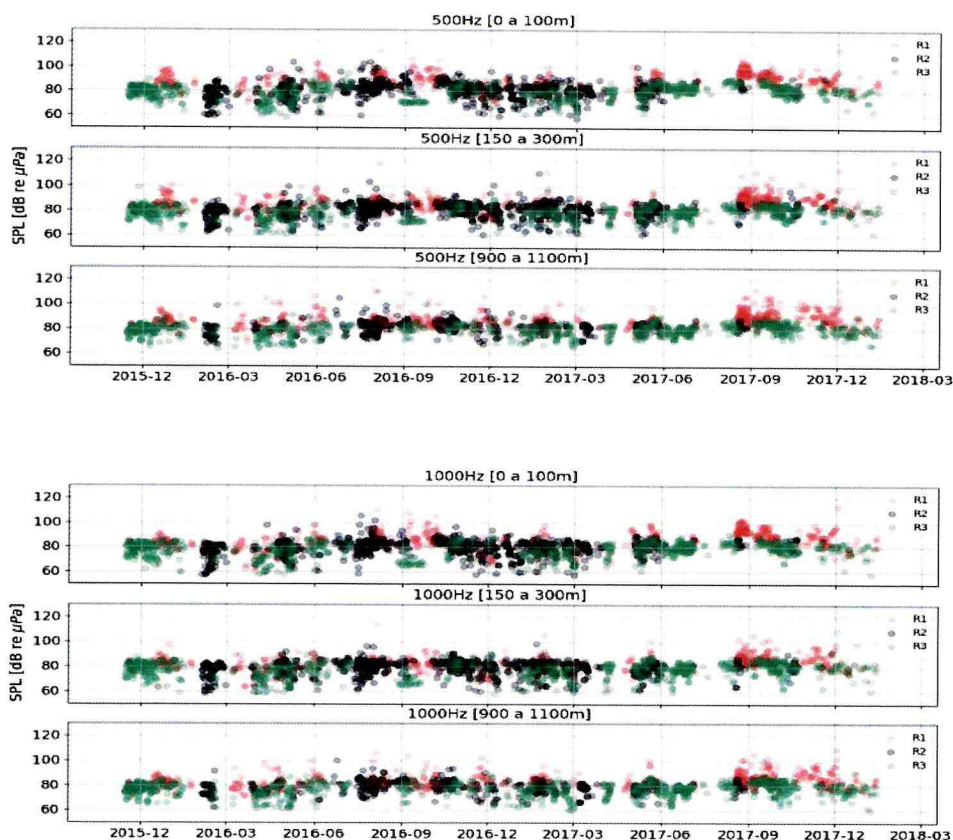 500Hz [0 a 100m]
120
100
80
60
R1
R2
R3
500Hz [150 a 300m]
120
100
80
60
R1
R2
R3
500Hz [900 a 1100m]
120
100
80
60
R1
R2
R3
SPL [dB re µPa]
2015-12 2016-03 2016-06 2016-09 2016-12 2017-03 2017-06 2017-09 2017-12 2018-03
1000Hz [0 a 100m]
120
100
80
60
R1
R2
R3
1000Hz [150 a 300m]
120
100
80
60
R1
R2
R3
1000Hz [900 a 1100m]
120
100
80
60
R1
R2
R3
SPL [dB re µPa]
2015-12 2016-03 2016-06 2016-09 2016-12 2017-03 2017-06 2017-09 2017-12 2018-03